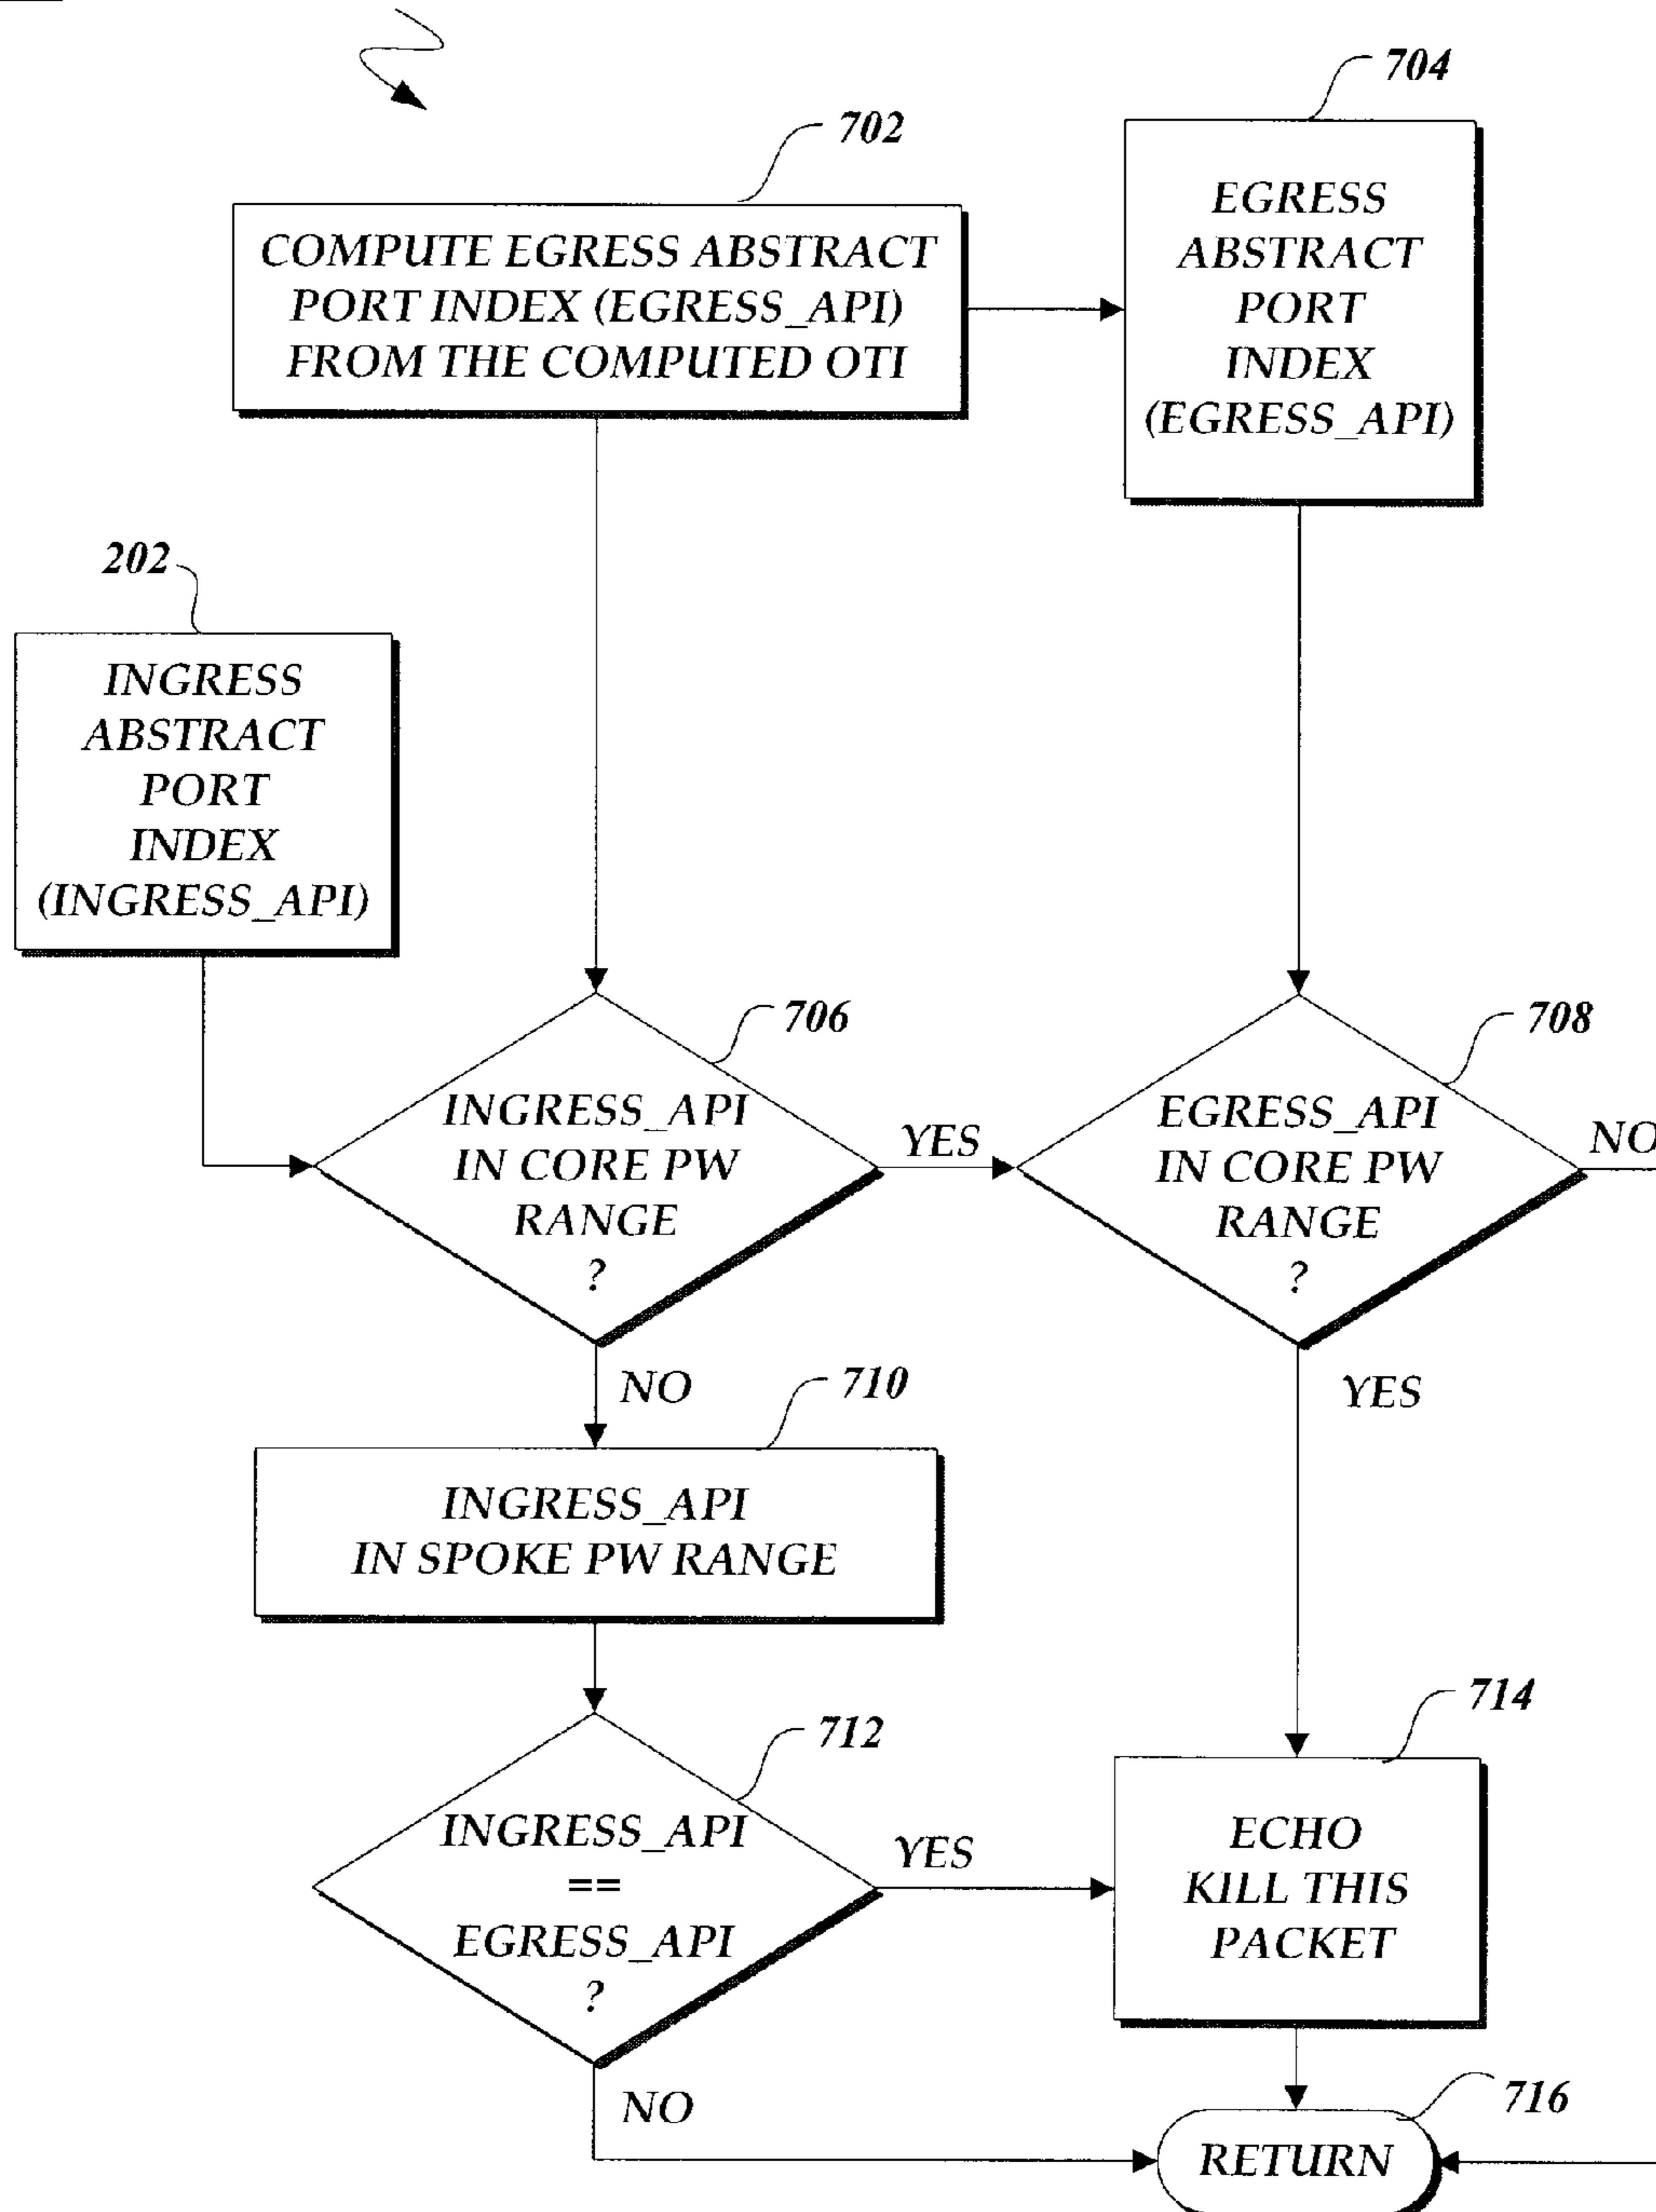 704
702
EGRESS
ABSTRACT
PORT
INDEX
(EGRESS_API)
COMPUTE EGRESS ABSTRACT
PORT INDEX (EGRESS_API)
FROM THE COMPUTED OTI
202
INGRESS
ABSTRACT
PORT
INDEX
(INGRESS_API)
706
708
INGRESS_API
IN CORE PW
RANGE
?
YES
EGRESS_API
IN CORE PW
RANGE
?
NO
NO
YES
710
INGRESS_API
IN SPOKE PW RANGE
712
714
INGRESS_API
==
EGRESS_API
?
YES
ECHO
KILL THIS
PACKET
NO
716
RETURN